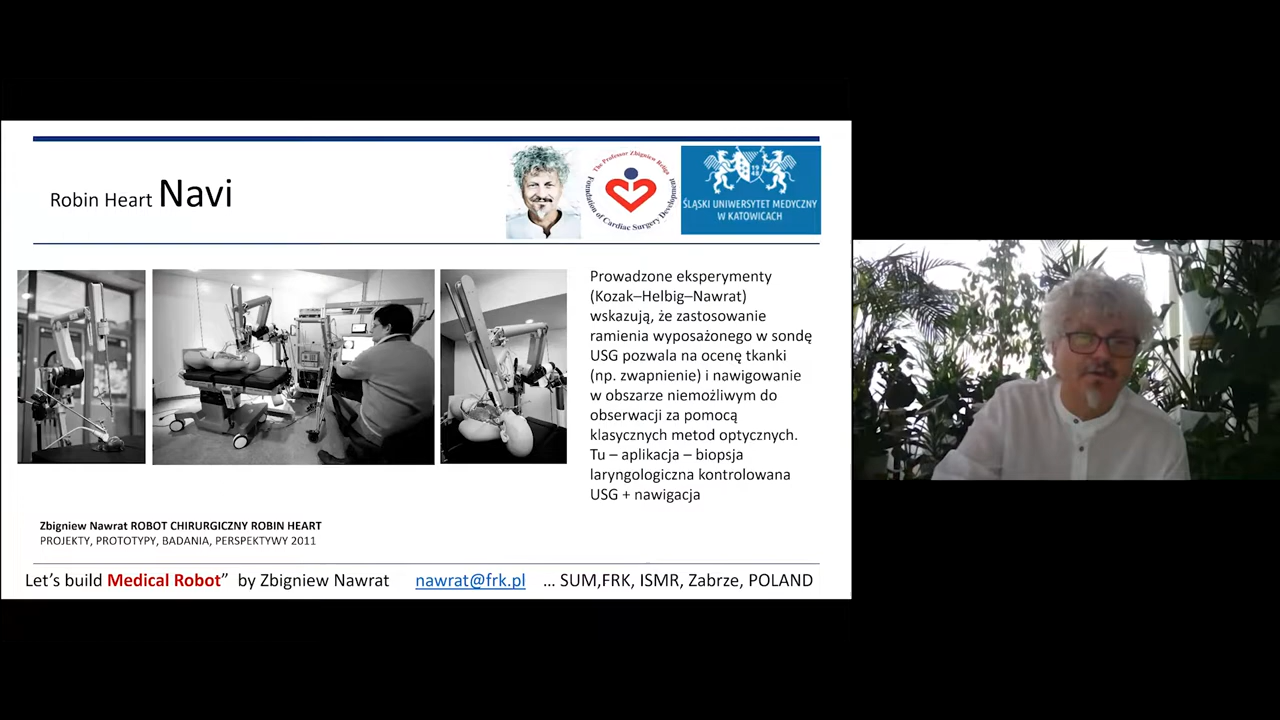 Robin Heart Navi
The Professor Zbigniew Religa
Foundation of Cardiac Surgery Development
ŚLĄSKI UNIWERSYTET MEDYCZNY
W KATOWICACH
Prowadzone eksperymenty
(Kozak–Helbig–Nawrat)
wskazują, że zastosowanie
ramienia wyposażonego w sondę
USG pozwala na ocenę tkanki
(np. zwapnienie) i nawigowanie
w obszarze niemożliwym do
obserwacji za pomocą
klasycznych metod optycznych.
Tu – aplikacja – biopsja
laryngologiczna kontrolowana
USG + nawigacja
Zbigniew Nawrat ROBOT CHIRURGICZNY ROBIN HEART
PROJEKTY, PROTOTYPY, BADANIA, PERSPEKTYWY 2011
Let’s build Medical Robot” by Zbigniew Nawrat nawrat@frk.pl ... SUM,FRK, ISMR, Zabrze, POLAND